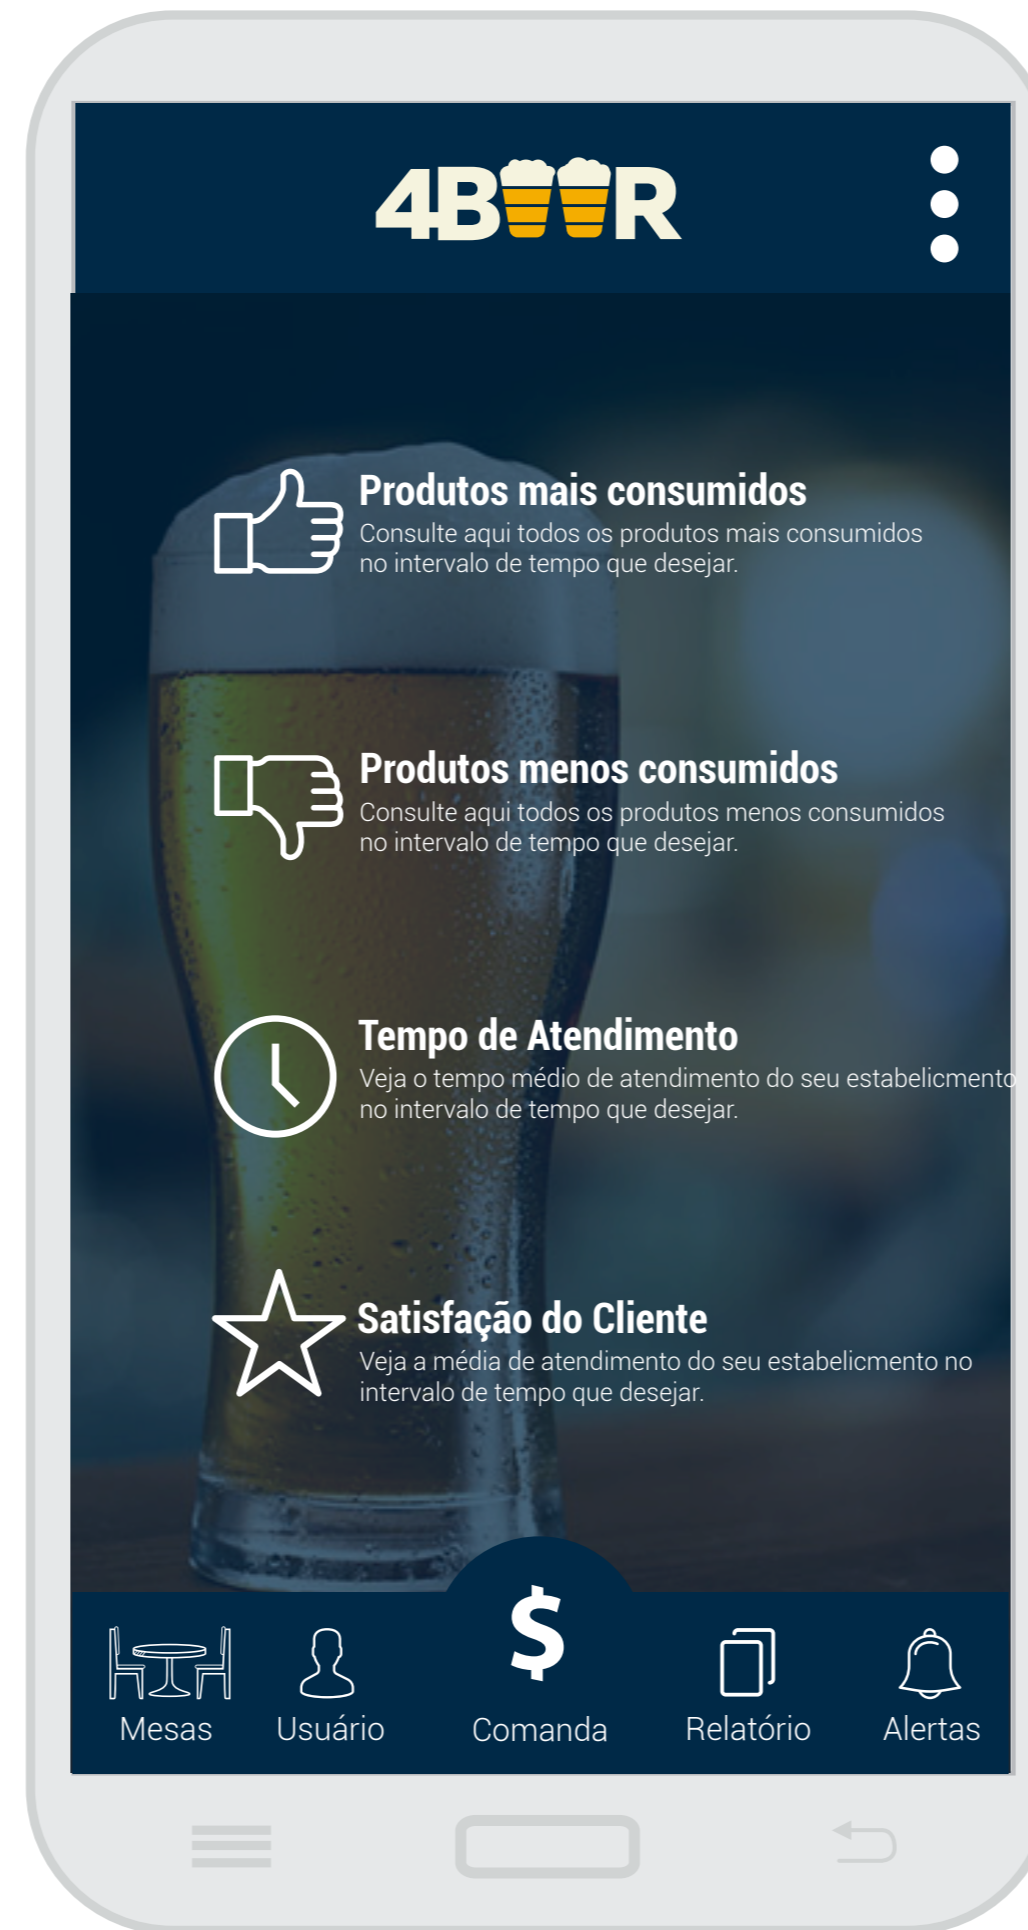 4BEER
Produtos mais consumidos
Consulte aqui todos os produtos mais consumidos
no intervalo de tempo que desejar.
Produtos menos consumidos
Consulte aqui todos os produtos menos consumidos
no intervalo de tempo que desejar.
Tempo de Atendimento
Veja o tempo médio de atendimento do seu estabelicmento
no intervalo de tempo que desejar.
Satisfação do Cliente
Veja a média de atendimento do seu estabelicmento no
intervalo de tempo que desejar.
$
Mesas Usuário Comanda Relatório Alertas